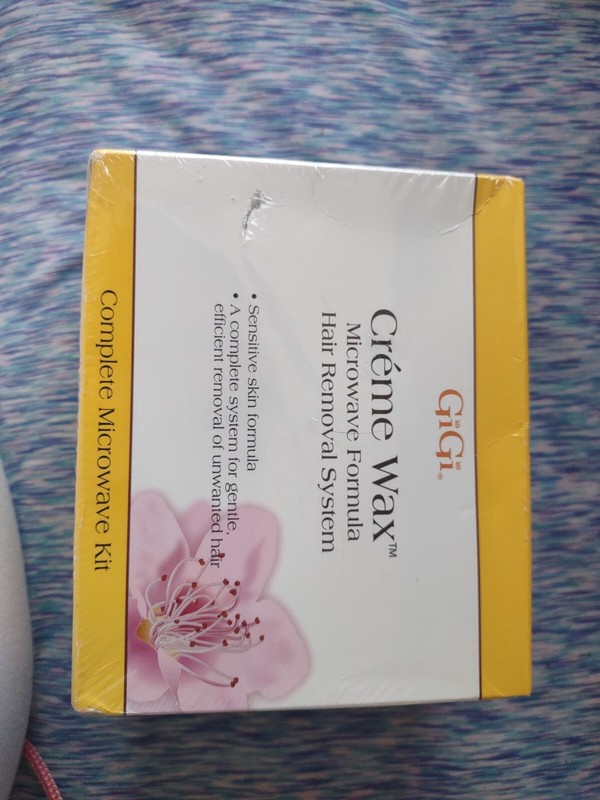 GiGi®
Créme Wax™
Microwave Formula
Hair Removal System
• Sensitive skin formula
• A complete system for gentle,
efficient removal of unwanted hair
Complete Microwave Kit